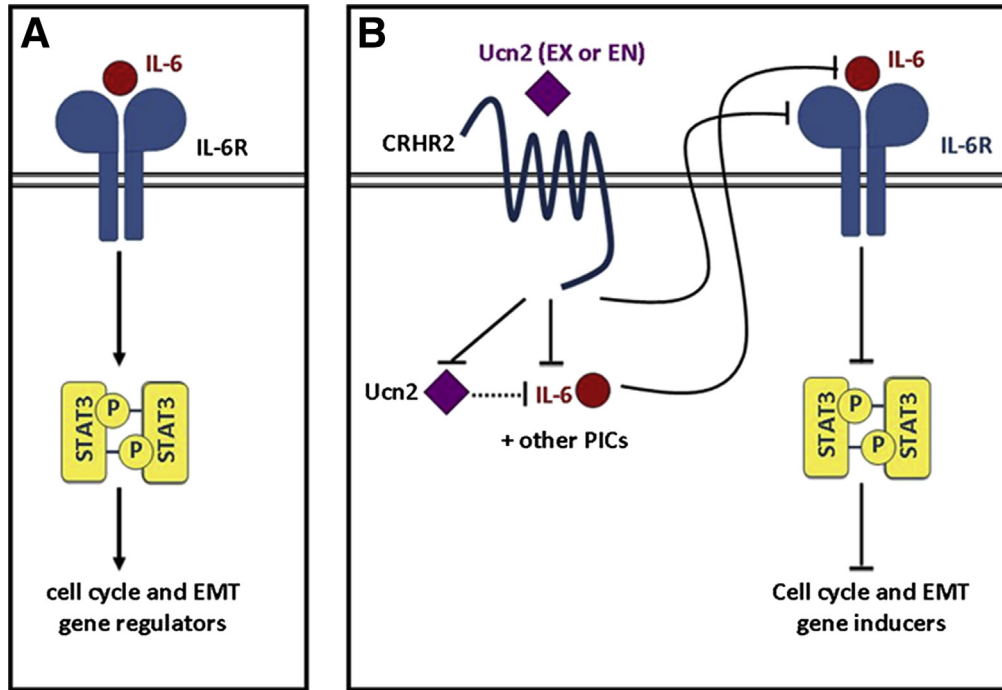 A
IL-6
IL-6R
STAT3
P
P
STAT3
cell cycle and EMT
gene regulators
B
Ucn2 (EX or EN)
CRHR2
IL-6
IL-6R
Ucn2
IL-6
+ other PICs
STAT3
P
P
STAT3
Cell cycle and EMT
gene inducers